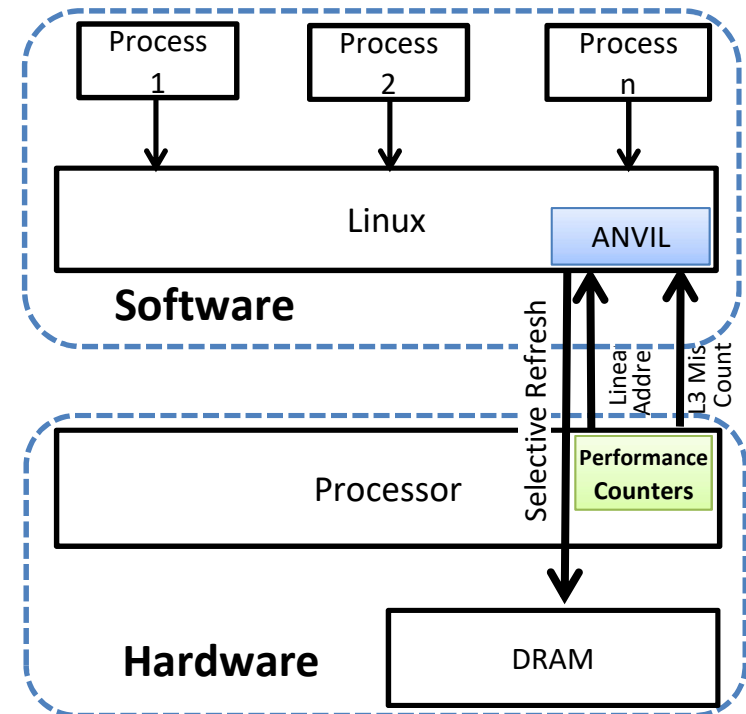 Process
1
Process
2
Process
n
Linux
ANVIL
Software
Selective Refresh
Linea
Addre
L3 Mis
Count
Performance
Counters
Processor
Hardware
DRAM